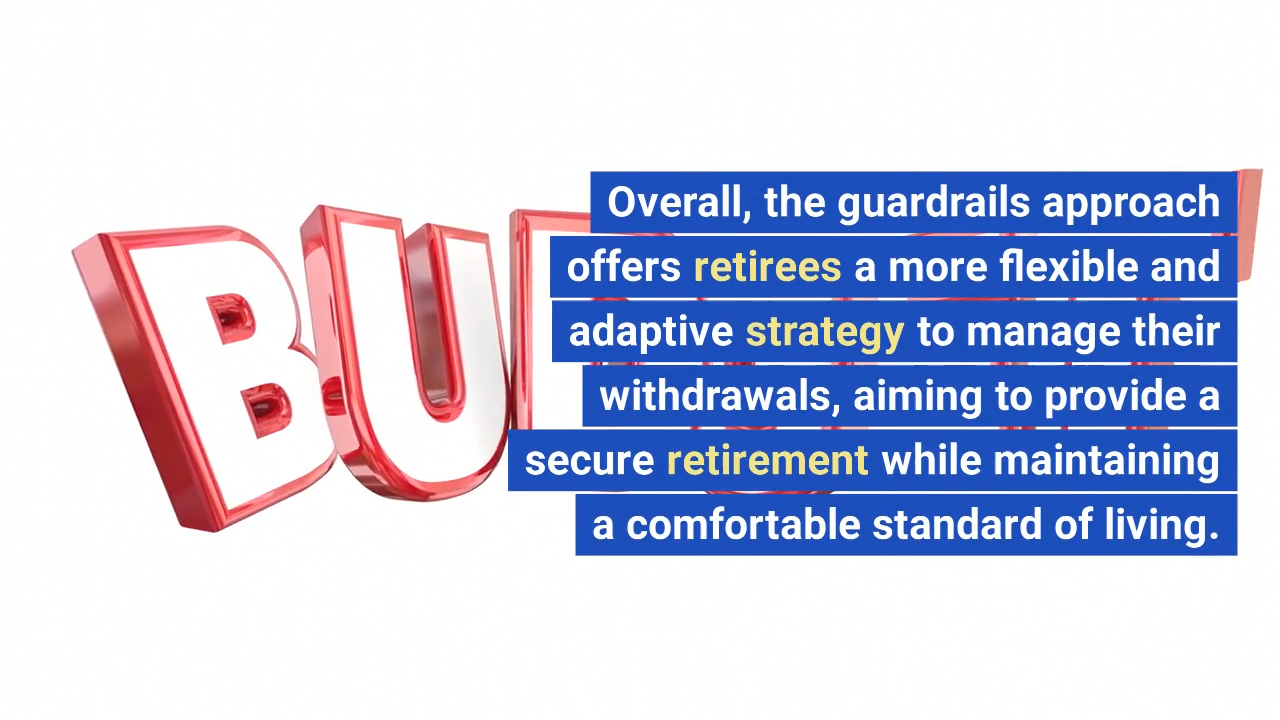 BU
Overall, the guardrails approach
offers retirees a more flexible and
adaptive strategy to manage their
withdrawals, aiming to provide a
secure retirement while maintaining
a comfortable standard of living.